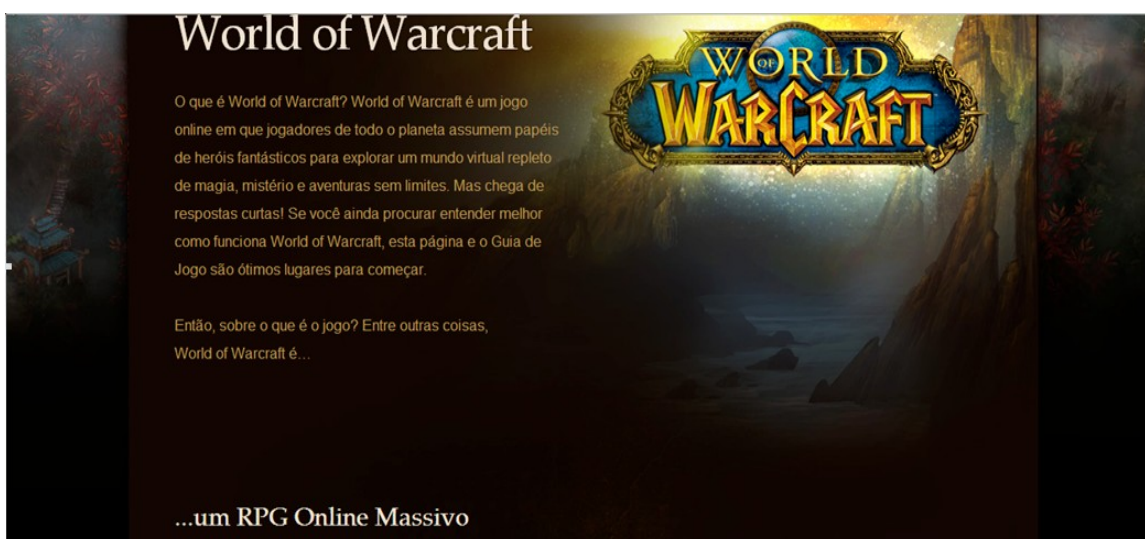 World of Warcraft
WORLD OF
WARCRAFT
O que é World of Warcraft? World of Warcraft é um jogo
online em que jogadores de todo o planeta assumem papéis
de heróis fantásticos para explorar um mundo virtual repleto
de magia, mistério e aventuras sem limites. Mas chega de
respostas curtas! Se você ainda procurar entender melhor
como funciona World of Warcraft, esta página e o Guia de
Jogo são ótimos lugares para começar.
Então, sobre o que é o jogo? Entre outras coisas,
World of Warcraft é…
...um RPG Online Massivo